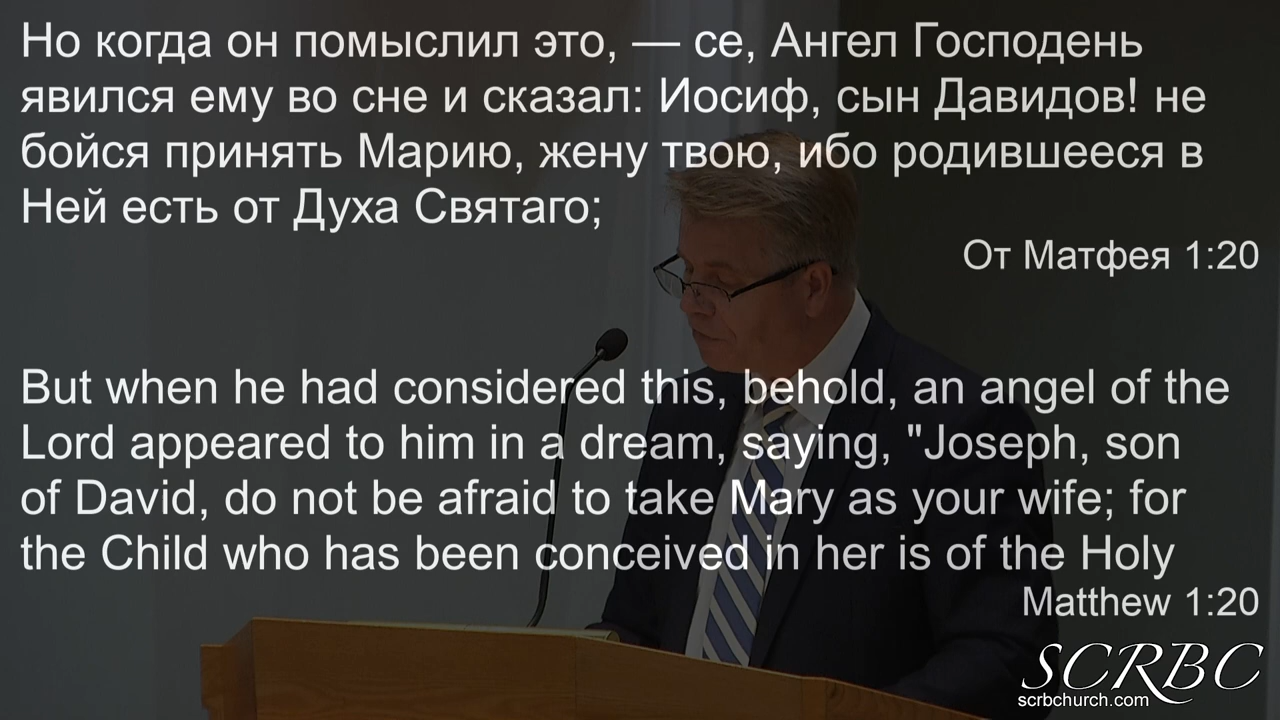 Но когда он помыслил это, — се, Ангел Господень
явился ему во сне и сказал: Иосиф, сын Давидов! не
бойся принять Марию, жену твою, ибо родившееся в
Ней есть от Духа Святаго;
От Матфея 1:20
But when he had considered this, behold, an angel of the
Lord appeared to him in a dream, saying, "Joseph, son
of David, do not be afraid to take Mary as your wife; for
the Child who has been conceived in her is of the Holy
Matthew 1:20
SCRBC
scrbchurch.com